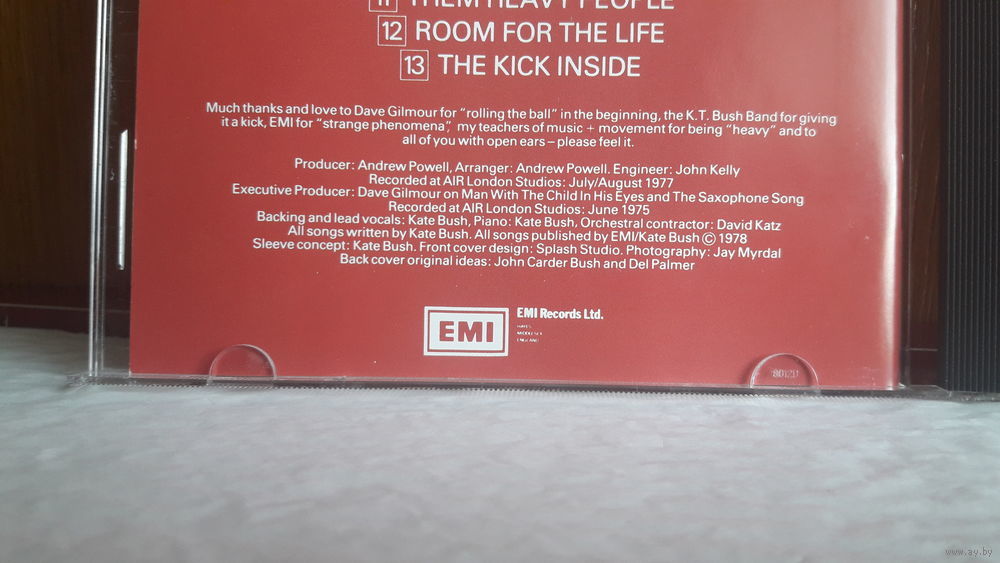 11 THEM HEAVY PEOPLE
12 ROOM FOR THE LIFE
13 THE KICK INSIDE
Much thanks and love to Dave Gilmour for “rolling the ball” in the beginning, the K.T. Bush Band for giving
it a kick, EMI for “strange phenomena”, my teachers of music + movement for being “heavy” and to
all of you with open ears – please feel it.
Producer: Andrew Powell, Arranger: Andrew Powell. Engineer: John Kelly
Recorded at AIR London Studios: July/August 1977
Executive Producer: Dave Gilmour on Man With The Child In His Eyes and The Saxophone Song
Recorded at AIR London Studios: June 1975
Backing and lead vocals: Kate Bush, Piano: Kate Bush, Orchestral contractor: David Katz
All songs written by Kate Bush. All songs published by EMI/Kate Bush © 1978
Sleeve concept: Kate Bush. Front cover design: Splash Studio. Photography: Jay Myrdal
Back cover original ideas: John Carder Bush and Del Palmer
EMI
EMI Records Ltd.
HAYES
MIDDLESEX
ENGLAND
www.ay.by